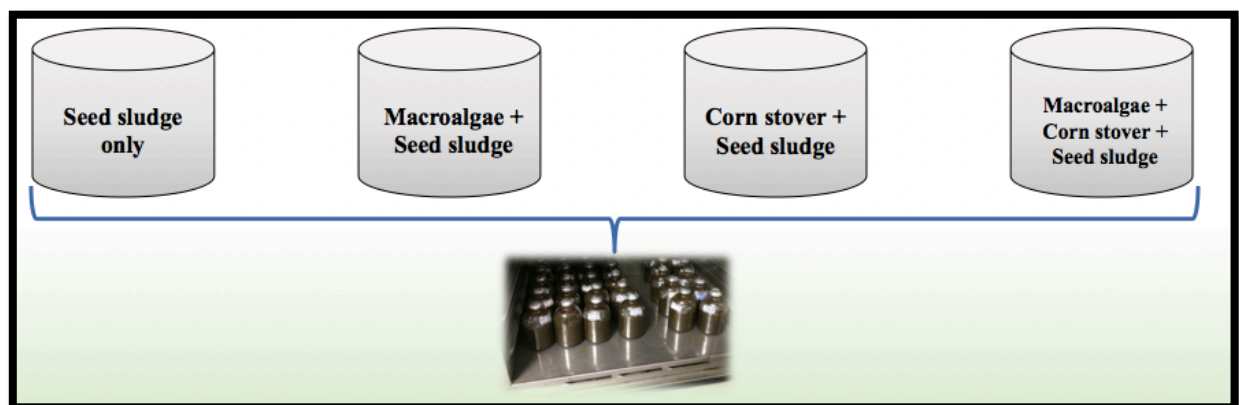 Seed sludge
only
Macroalgae +
Seed sludge
Corn stover +
Seed sludge
Macroalgae +
Corn stover +
Seed sludge